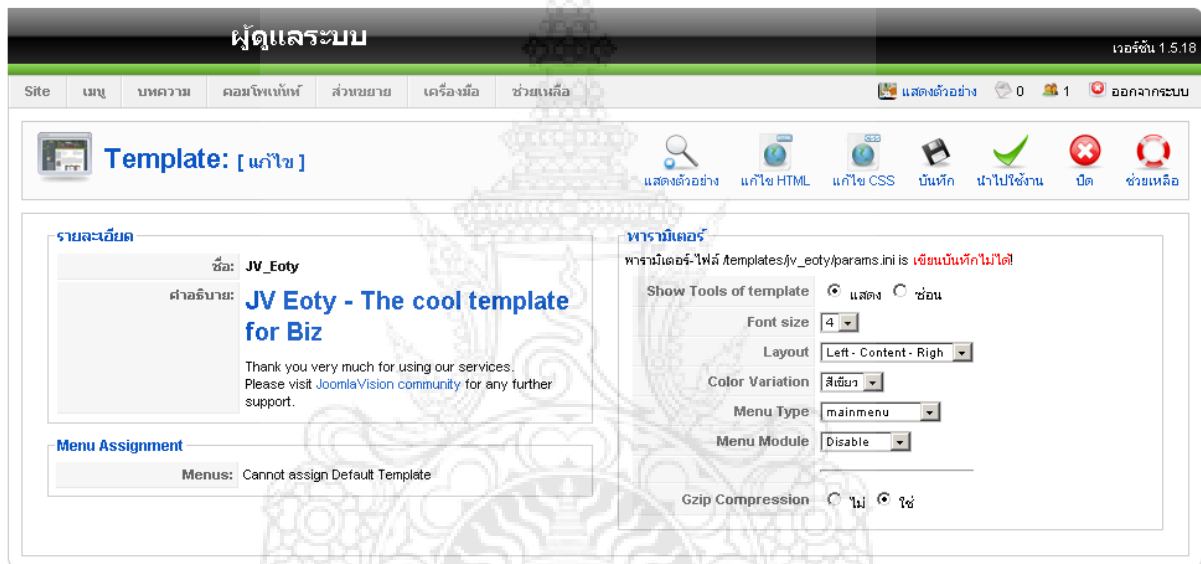 ผู้ดูแลระบบ
เวอร์ชั่น 1.5.18
Site เมนู บทความ คอมโพเน้นท์ ส่วนขยาย เครื่องมือ ช่วยเหลือ แสดงตัวอย่าง 0 1 ออกจากระบบ
Template: [ แก้ไข ]
แสดงตัวอย่าง แก้ไข HTML แก้ไข CSS บันทึก นำไปใช้งาน ปิด ช่วยเหลือ
รายละเอียด
ชื่อ: JV_Eoty
คำอธิบาย: JV Eoty - The cool template
for Biz
Thank you very much for using our services.
Please visit JoomlaVision community for any further
support.
Menu Assignment
Menus: Cannot assign Default Template
พารามิเตอร์
พารามิเตอร์-ไฟล์ /templates/jv_eoty/params.ini is เขียนบันทึกไม่ได้!
Show Tools of template แสดง ซ่อน
Font size 4
Layout Left - Content - Righ
Color Variation สีเขียว
Menu Type mainmenu
Menu Module Disable
Gzip Compression ไม่ ใช่